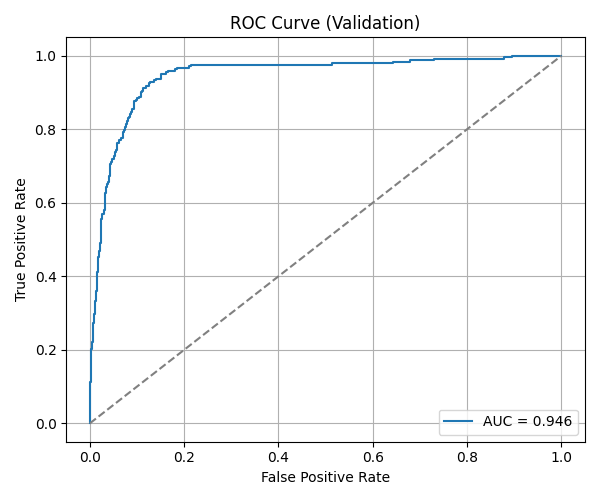 ROC Curve (Validation)
1.0
0.8
0.6
0.4
0.2
0.0
True Positive Rate
0.0 0.2 0.4 0.6 0.8 1.0
False Positive Rate
AUC = 0.946